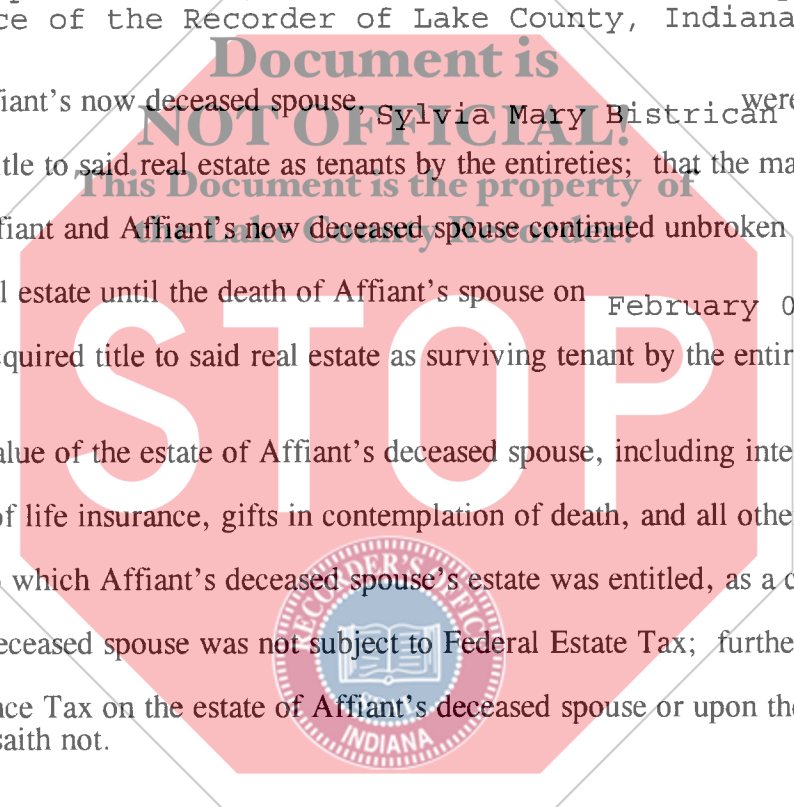 ce of the Recorder of Lake County, Indiana
Document is
fiant's now deceased spouse, Sylvia Mary Bistrican were
NOT OFFICIAL!
itle to said real estate as tenants by the entireties; that the ma
This Document is the property of
fiant and Affiant's now deceased spouse continued unbroken
the Lake County Recorder!
l estate until the death of Affiant's spouse on February 0
cquired title to said real estate as surviving tenant by the entir
STOP
alue of the estate of Affiant's deceased spouse, including inte
of life insurance, gifts in contemplation of death, and all othe
which Affiant's deceased spouse's estate was entitled, as a c
eceased spouse was not subject to Federal Estate Tax; furthe
nce Tax on the estate of Affiant's deceased spouse or upon the
saith not.
RECORDER'S OFFIC
INDIANA